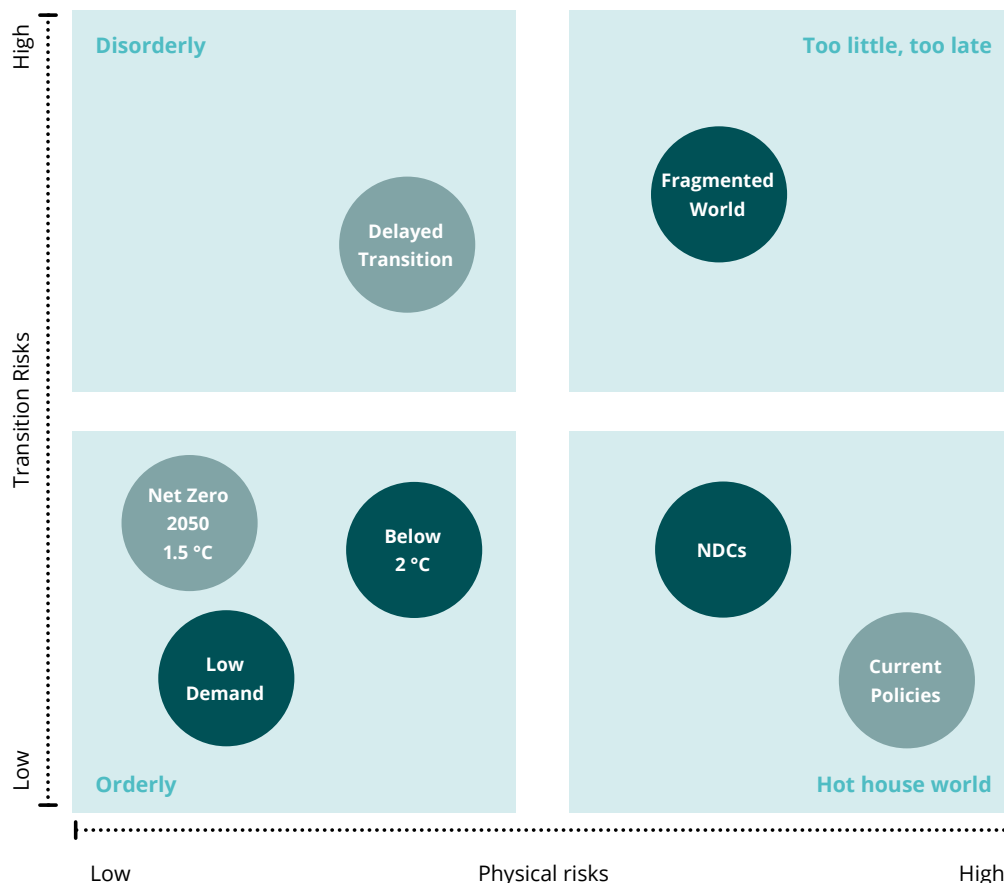 High
Transition Risks
Low
Disorderly
Delayed
Transition
Too little, too late
Fragmented
World
Net Zero
2050
1.5 °C
Below
2 °C
Low
Demand
Orderly
NDCs
Current
Policies
Hot house world
Low
Physical risks
High